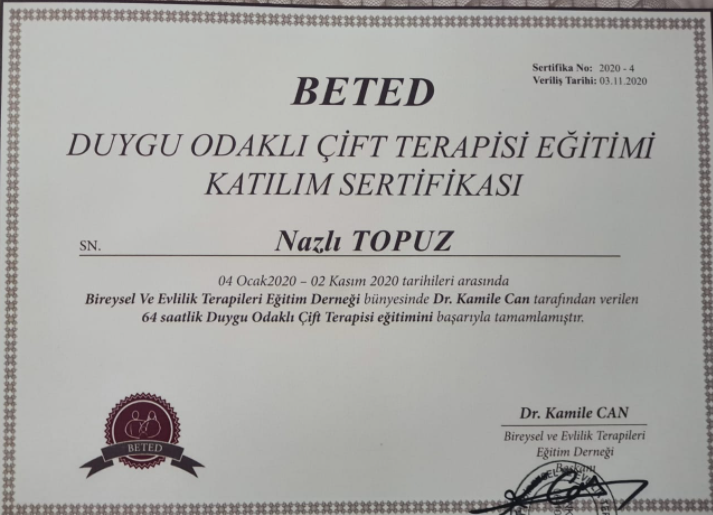 Sertifika No: 2020 - 4
Veriliş Tarihi: 03.11.2020
BETED
DUYGU ODAKLI ÇİFT TERAPİSİ EĞİTİMİ
KATILIM SERTİFİKASI
SN. Nazlı TOPUZ
04 Ocak2020 – 02 Kasım 2020 tarihileri arasında
Bireysel Ve Evlilik Terapileri Eğitim Derneği bünyesinde Dr. Kamile Can tarafından verilen
64 saatlik Duygu Odaklı Çift Terapisi eğitimini başarıyla tamamlamıştır.
BETED
Dr. Kamile CAN
Bireysel ve Evlilik Terapileri
Eğitim Derneği
Başkanı